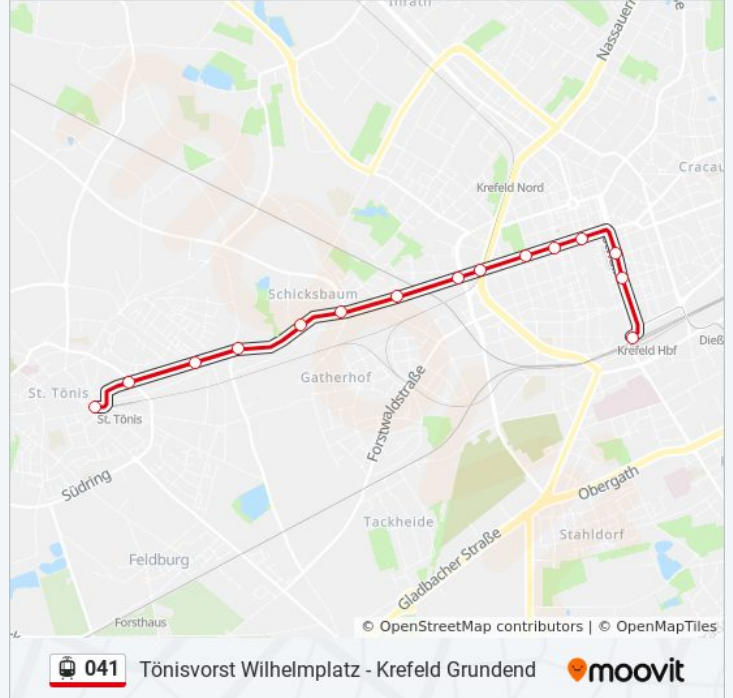 Inrath
Nassauer
Cracau
Krefeld Nord
Schicksbaum
Krefeld Hbf
Dieß
Gatherhof
St. Tönis
St. Tönis
Forstwaldstraße
Südring
Obergath
Tackheide
Stahldorf
Gladbacher Straße
Feldburg
Forsthaus
© OpenStreetMap contributors | © OpenMapTiles
041 Tönisvorst Wilhelmplatz - Krefeld Grundend moovit